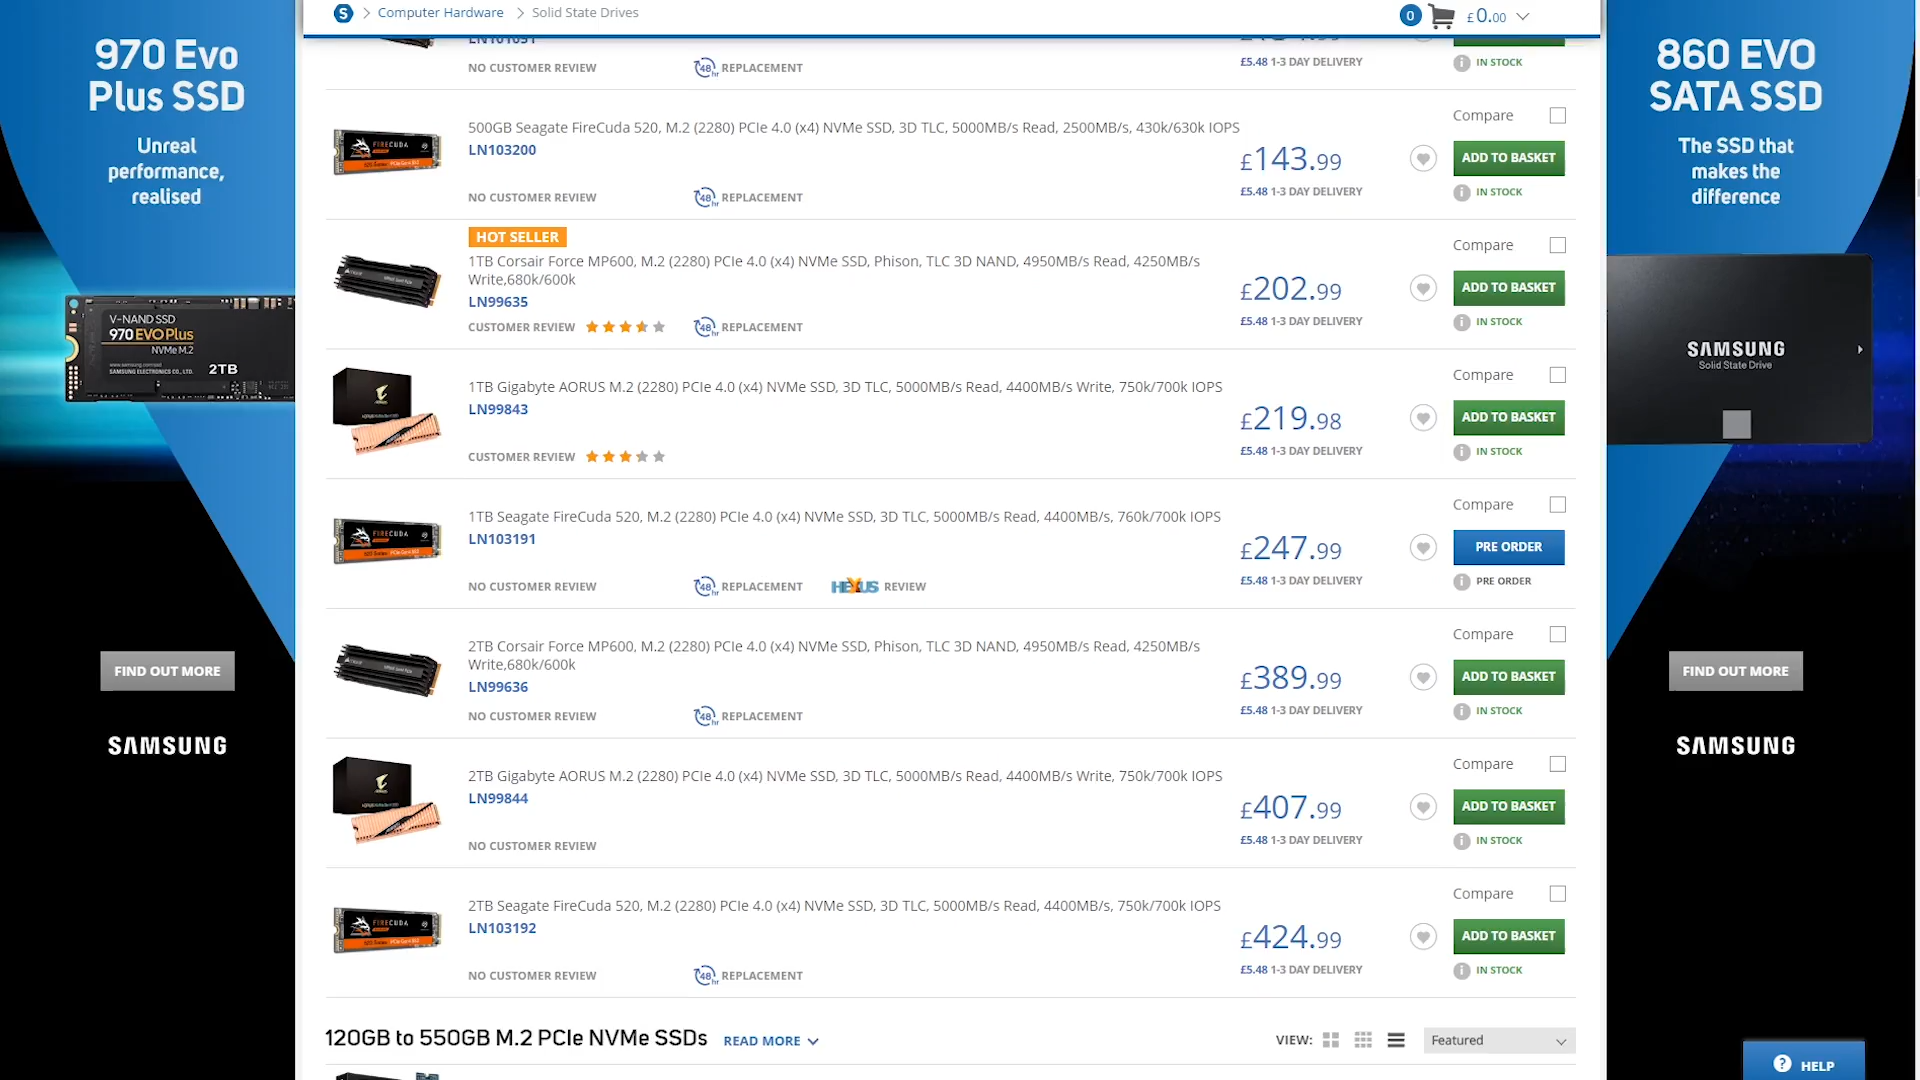 S > Computer Hardware > Solid State Drives
0 £0.00
NO CUSTOMER REVIEW 48hr REPLACEMENT
£5.48 1-3 DAY DELIVERY
IN STOCK
500GB Seagate FireCuda 520, M.2 (2280) PCIe 4.0 (x4) NVMe SSD, 3D TLC, 5000MB/s Read, 2500MB/s, 430k/630k IOPS
LN103200
NO CUSTOMER REVIEW 48hr REPLACEMENT
£143.99
£5.48 1-3 DAY DELIVERY
Compare
ADD TO BASKET
IN STOCK
HOT SELLER
1TB Corsair Force MP600, M.2 (2280) PCIe 4.0 (x4) NVMe SSD, Phison, TLC 3D NAND, 4950MB/s Read, 4250MB/s
Write,680k/600k
LN99635
CUSTOMER REVIEW 48hr REPLACEMENT
£202.99
£5.48 1-3 DAY DELIVERY
Compare
ADD TO BASKET
IN STOCK
1TB Gigabyte AORUS M.2 (2280) PCIe 4.0 (x4) NVMe SSD, 3D TLC, 5000MB/s Read, 4400MB/s Write, 750k/700k IOPS
LN99843
CUSTOMER REVIEW
£219.98
£5.48 1-3 DAY DELIVERY
Compare
ADD TO BASKET
IN STOCK
FIRECUDA
1TB Seagate FireCuda 520, M.2 (2280) PCIe 4.0 (x4) NVMe SSD, 3D TLC, 5000MB/s Read, 4400MB/s, 760k/700k IOPS
LN103191
NO CUSTOMER REVIEW 48hr REPLACEMENT HEXUS REVIEW
£247.99
£5.48 1-3 DAY DELIVERY
Compare
PRE ORDER
PRE ORDER
2TB Corsair Force MP600, M.2 (2280) PCIe 4.0 (x4) NVMe SSD, Phison, TLC 3D NAND, 4950MB/s Read, 4250MB/s
Write,680k/600k
LN99636
NO CUSTOMER REVIEW 48hr REPLACEMENT
£389.99
£5.48 1-3 DAY DELIVERY
Compare
ADD TO BASKET
IN STOCK
2TB Gigabyte AORUS M.2 (2280) PCIe 4.0 (x4) NVMe SSD, 3D TLC, 5000MB/s Read, 4400MB/s Write, 750k/700k IOPS
LN99844
NO CUSTOMER REVIEW
£407.99
£5.48 1-3 DAY DELIVERY
Compare
ADD TO BASKET
IN STOCK
FIRECUDA
2TB Seagate FireCuda 520, M.2 (2280) PCIe 4.0 (x4) NVMe SSD, 3D TLC, 5000MB/s Read, 4400MB/s, 750k/700k IOPS
LN103192
NO CUSTOMER REVIEW 48hr REPLACEMENT
£424.99
£5.48 1-3 DAY DELIVERY
Compare
ADD TO BASKET
IN STOCK
120GB to 550GB M.2 PCIe NVMe SSDs READ MORE
VIEW: Featured
HELP
970 Evo
Plus SSD
Unreal
performance,
realised
V-NAND SSD
970 EVO Plus
NVMe M.2
SAMSUNG ELECTRONICS CO., LTD.
2TB
FIND OUT MORE
SAMSUNG
860 EVO
SATA SSD
The SSD that
makes the
difference
SAMSUNG
Solid State Drive
FIND OUT MORE
SAMSUNG